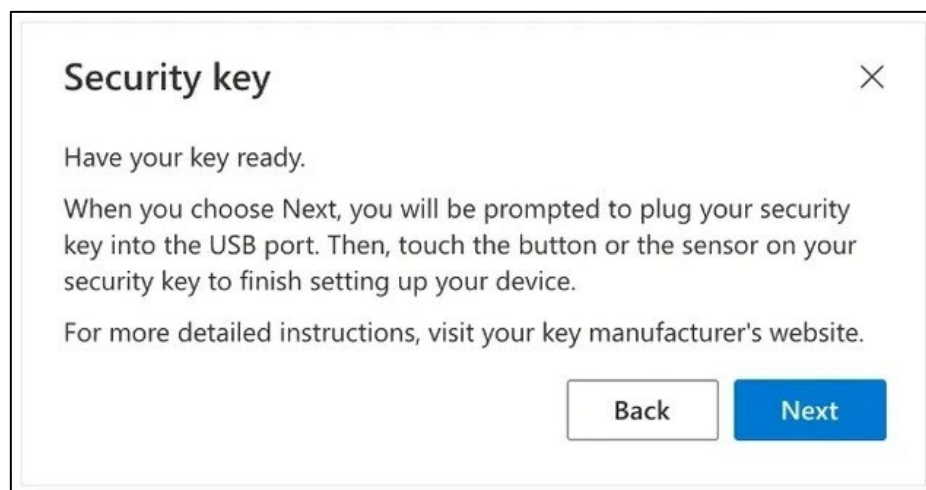 Security key
Have your key ready.
When you choose Next, you will be prompted to plug your security
key into the USB port. Then, touch the button or the sensor on your
security key to finish setting up your device.
For more detailed instructions, visit your key manufacturer's website.
Back
Next